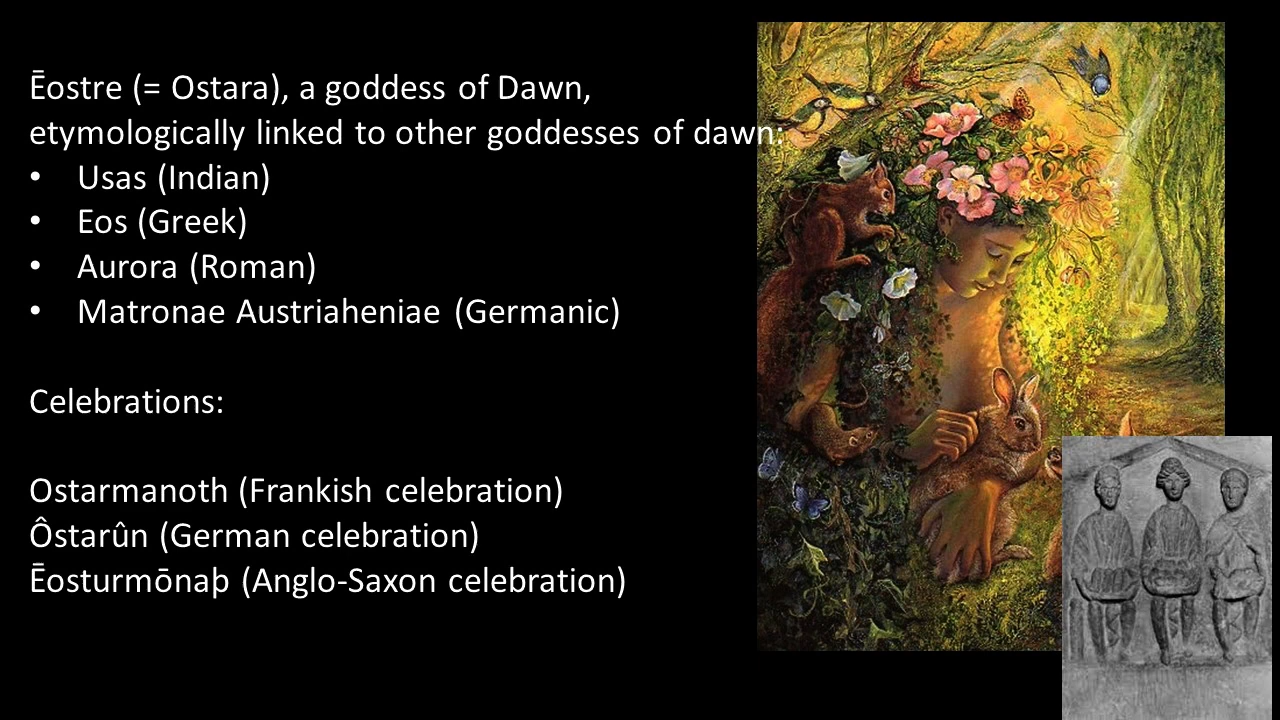 Ēostre (= Ostara), a goddess of Dawn,
etymologically linked to other goddesses of dawn:
• Usas (Indian)
• Eos (Greek)
• Aurora (Roman)
• Matronae Austriaheniae (Germanic)
Celebrations:
Ostarmanoth (Frankish celebration)
Ôstarûn (German celebration)
Ēosturmōnaþ (Anglo-Saxon celebration)